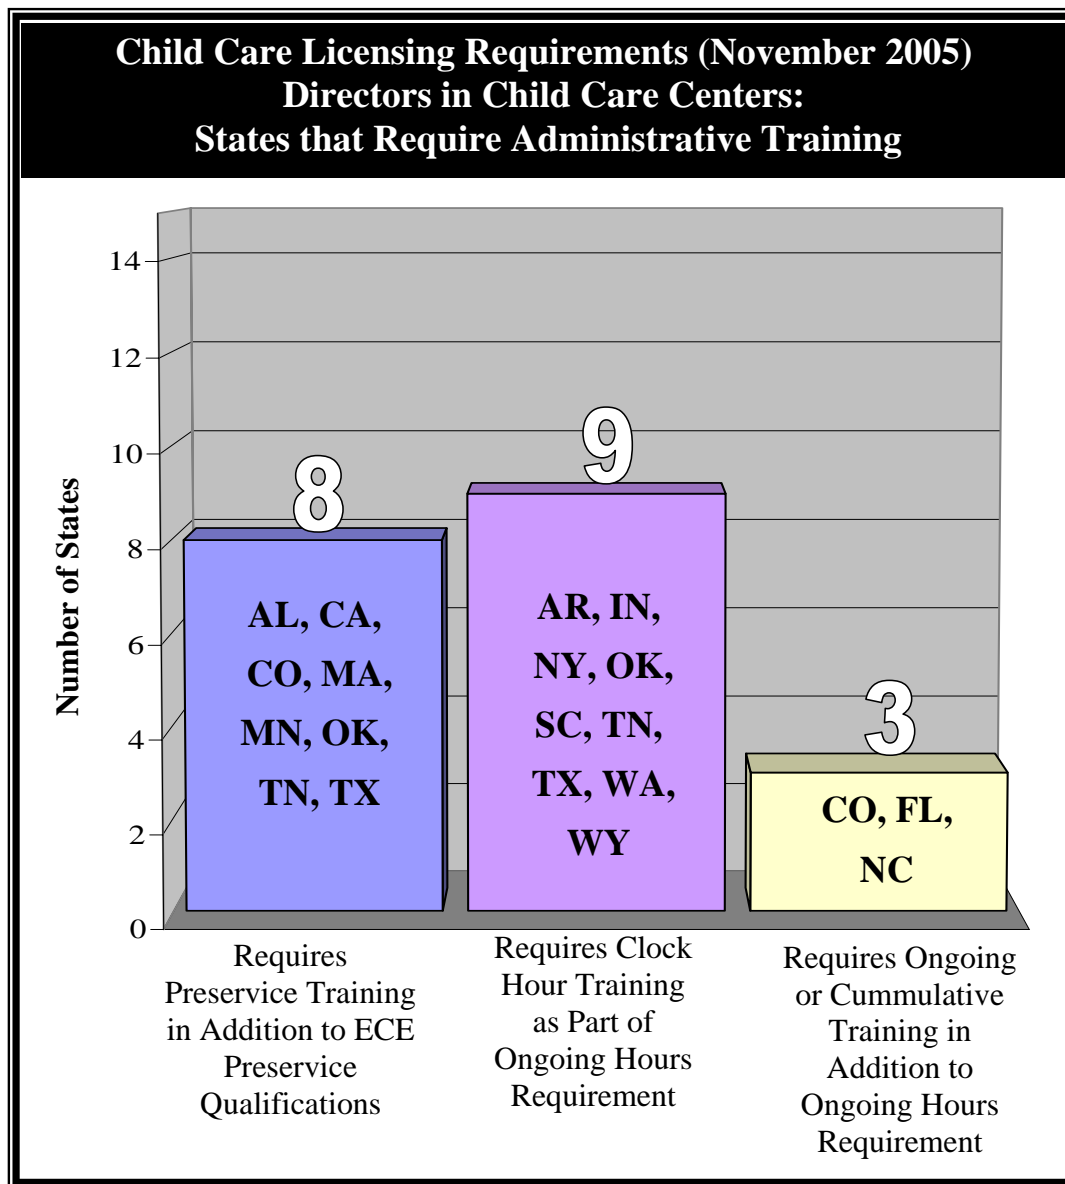 Child Care Licensing Requirements (November 2005)
Directors in Child Care Centers:
States that Require Administrative Training
Number of States
14
12
10
8
6
4
2
0
8
AL, CA,
CO, MA,
MN, OK,
TN, TX
9
AR, IN,
NY, OK,
SC, TN,
TX, WA,
WY
3
CO, FL,
NC
Requires
Preservice Training
in Addition to ECE
Preservice
Qualifications
Requires Clock
Hour Training
as Part of
Ongoing Hours
Requirement
Requires Ongoing
or Cummulative
Training in
Addition to
Ongoing Hours
Requirement